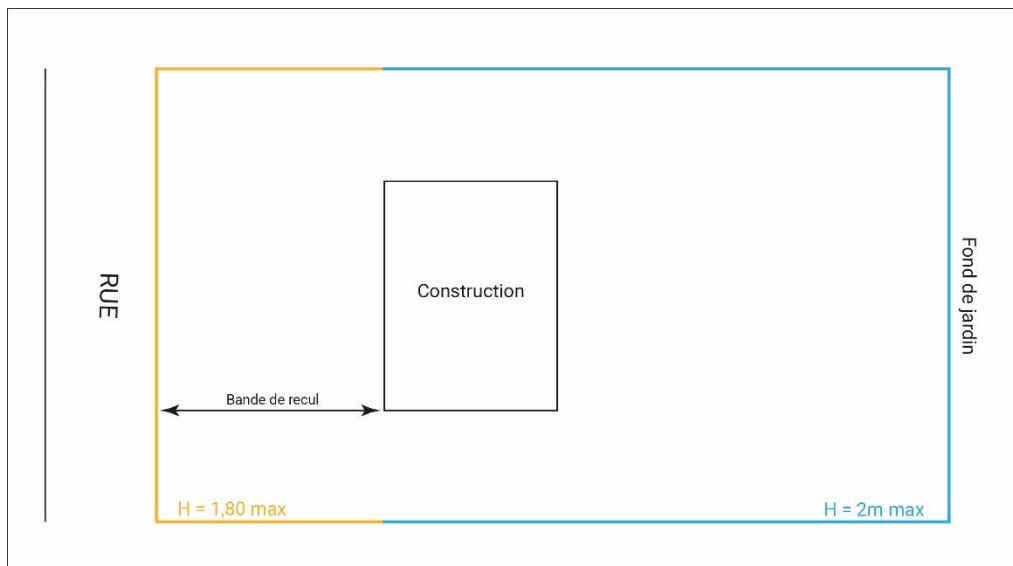 RUE
Construction
Bande de recul
Fond de jardin
H = 1,80 max
H = 2m max